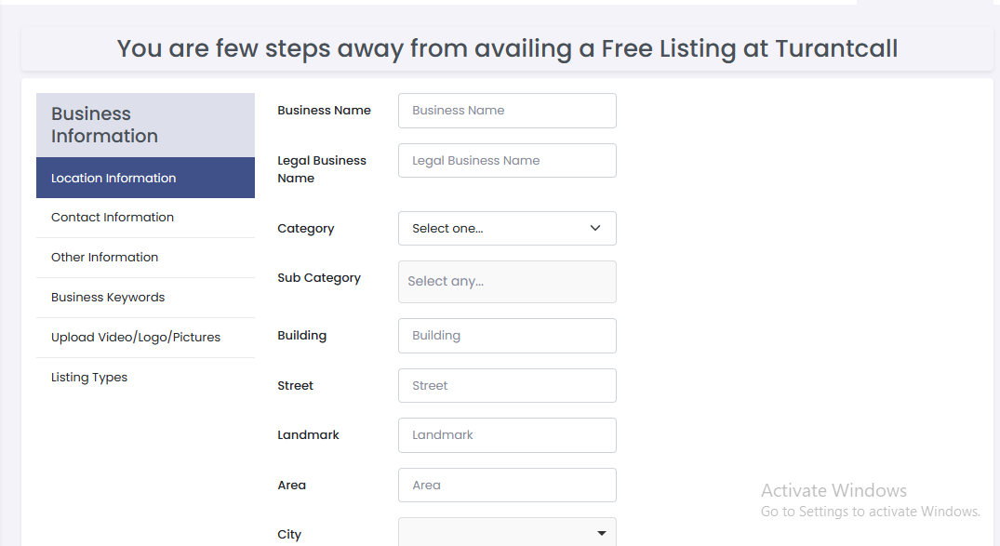 You are few steps away from availing a Free Listing at Turantcall
Business
Information
Location Information
Contact Information
Other Information
Business Keywords
Upload Video/Logo/Pictures
Listing Types
Business Name
Business Name
Legal Business
Name
Legal Business Name
Category
Select one...
Sub Category
Select any...
Building
Building
Street
Street
Landmark
Landmark
Area
Area
City
Activate Windows
Go to Settings to activate Windows.